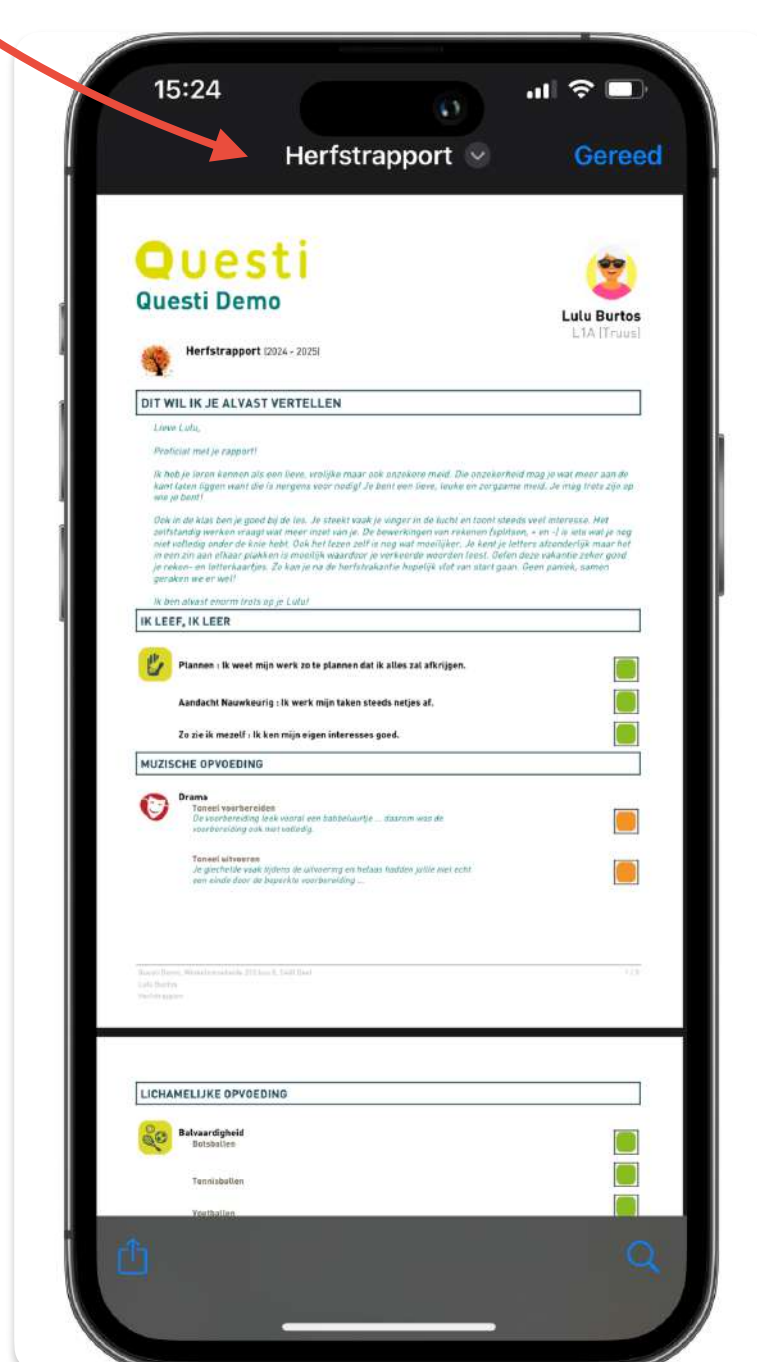 15:24
Herfstrapport
Gereed
Questi
Questi Demo
Lulu Burtos
L1A [Truus]
Herfstrapport [2024 - 2025]
DIT WIL IK JE ALVAST VERTELLEN
Lieve Lulu,
Proficiat met je rapport!
Ik heb je leren kennen als een lieve, vrolijke maar ook onzekere meid. Die onzekerheid mag je wat meer aan de
kant laten liggen want die is nergens voor nodig! Je bent een lieve, leuke en zorgzame meid. Je mag trots zijn op
wie je bent!
Ook in de klas ben je goed bij de les. Je steekt vaak je vinger in de lucht en toont steeds veel interesse. Het
zelfstandig werken vraagt wat meer inzet van je. De bewerkingen van rekenen (splitsen, + en -) is iets wat je nog
niet volledig onder de knie hebt. Ook het lezen zelf is nog wat moeilijker. Je kent je letters afzonderlijk maar het
in een zin aan elkaar plakken is moeilijk waardoor je verkeerde woorden leest. Oefen deze vakantie zeker goed
je reken- en letterkaartjes. Zo kan je na de herfstvakantie hopelijk vlot van start gaan. Geen paniek, samen
geraken we er wel!
Ik ben alvast enorm trots op je Lulu!
IK LEEF, IK LEER
Plannen : Ik weet mijn werk zo te plannen dat ik alles zal afkrijgen.
Aandacht Nauwkeurig : Ik werk mijn taken steeds netjes af.
Zo zie ik mezelf : Ik ken mijn eigen interesses goed.
MUZISCHE OPVOEDING
Drama
Toneel voorbereiden
De voorbereiding leek vooral een babbeluurtje ... daarom was de
voorbereiding ook niet volledig.
Toneel uitvoeren
Je giechelde vaak tijdens de uitvoering en helaas hadden jullie niet echt
een einde door de beperkte voorbereiding ...
Questi Demo,
Lulu Burtos
Herfstrapport
LICHAMELIJKE OPVOEDING
Balvaardigheid
Botsballen
Tennisballen
Voetballen